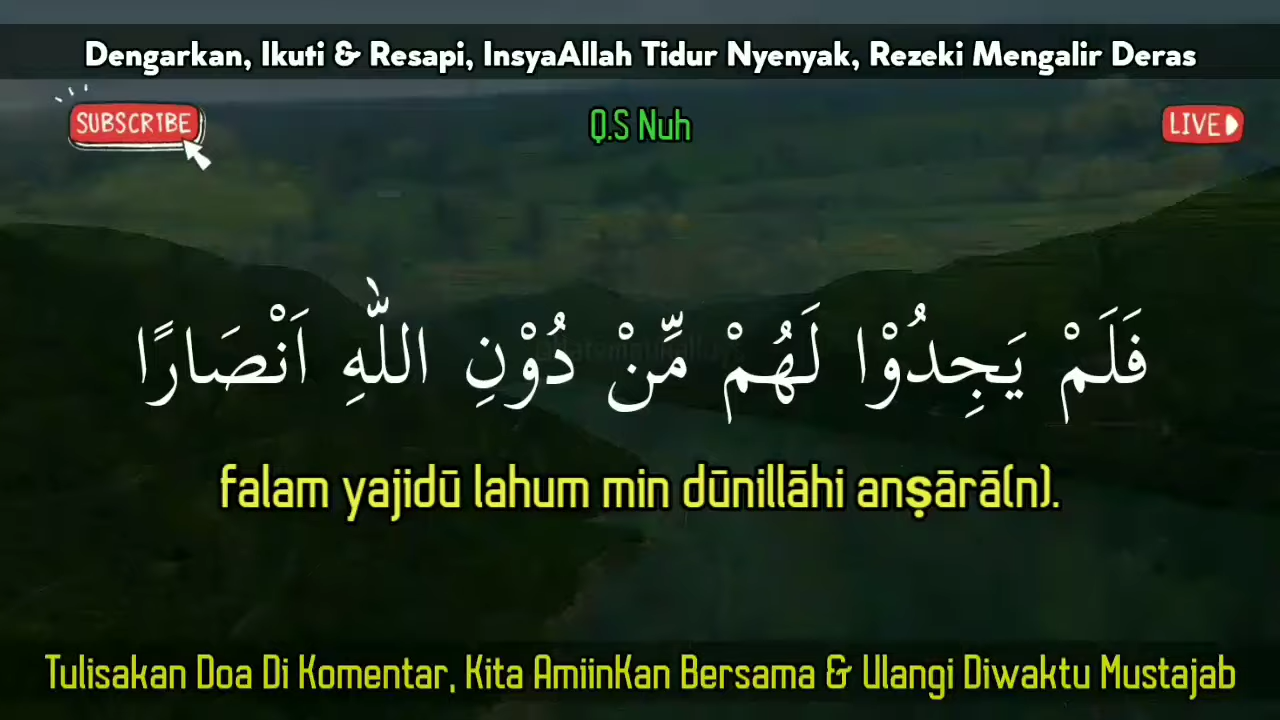 Dengarkan, Ikuti & Resapi, InsyaAllah Tidur Nyenyak, Rezeki Mengalir Deras
SUBSCRIBE
Q.S Nuh
LIVE
فَلَمْ يَجِدُوْا لَهُمْ مِّنْ دُوْنِ اللّٰهِ اَنْصَارًا
falam yajidū lahum min dūnillāhi anṣārā(n).
Tulisakan Doa Di Komentar, Kita AmiinKan Bersama & Ulangi Diwaktu Mustajab